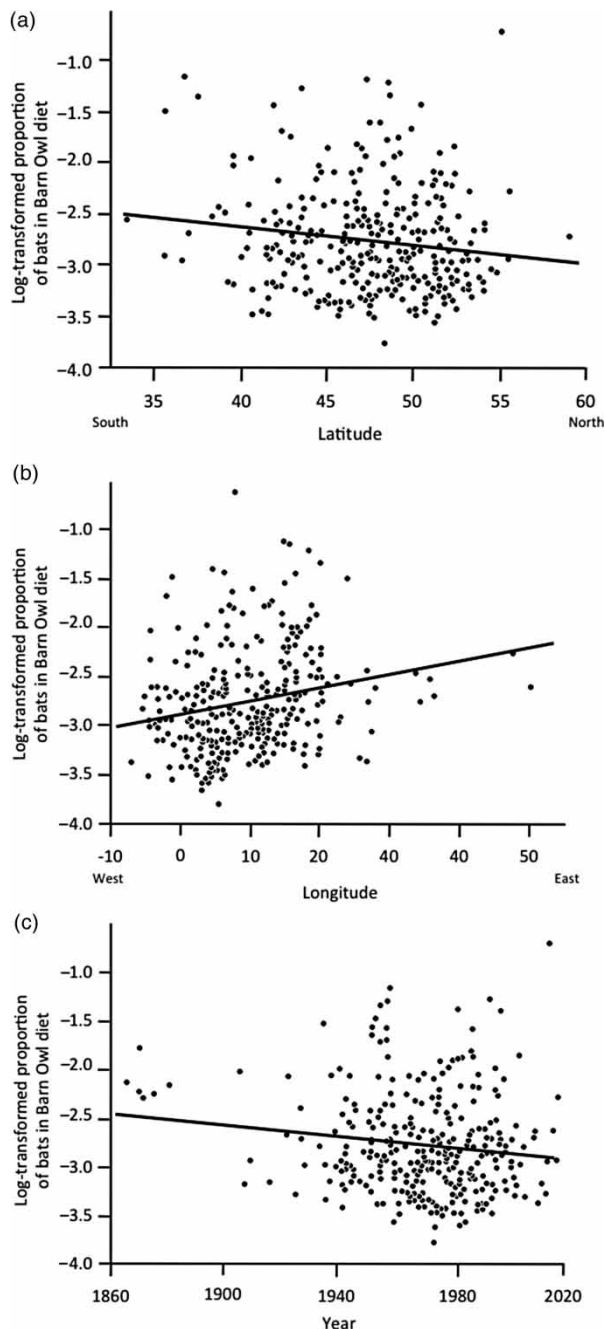 (a)
Log-transformed proportion
of bats in Barn Owl diet
−1.0
−1.5
−2.0
−2.5
−3.0
−3.5
−4.0
35 40 45 50 55 60
South North
Latitude
(b)
Log-transformed proportion
of bats in Barn Owl diet
−1.0
−1.5
−2.0
−2.5
−3.0
−3.5
−4.0
-10 0 10 20 20 40 40 50
West East
Longitude
(c)
Log-transformed proportion
of bats in Barn Owl diet
−1.0
−1.5
−2.0
−2.5
−3.0
−3.5
−4.0
1860 1900 1940 1980 2020
Year